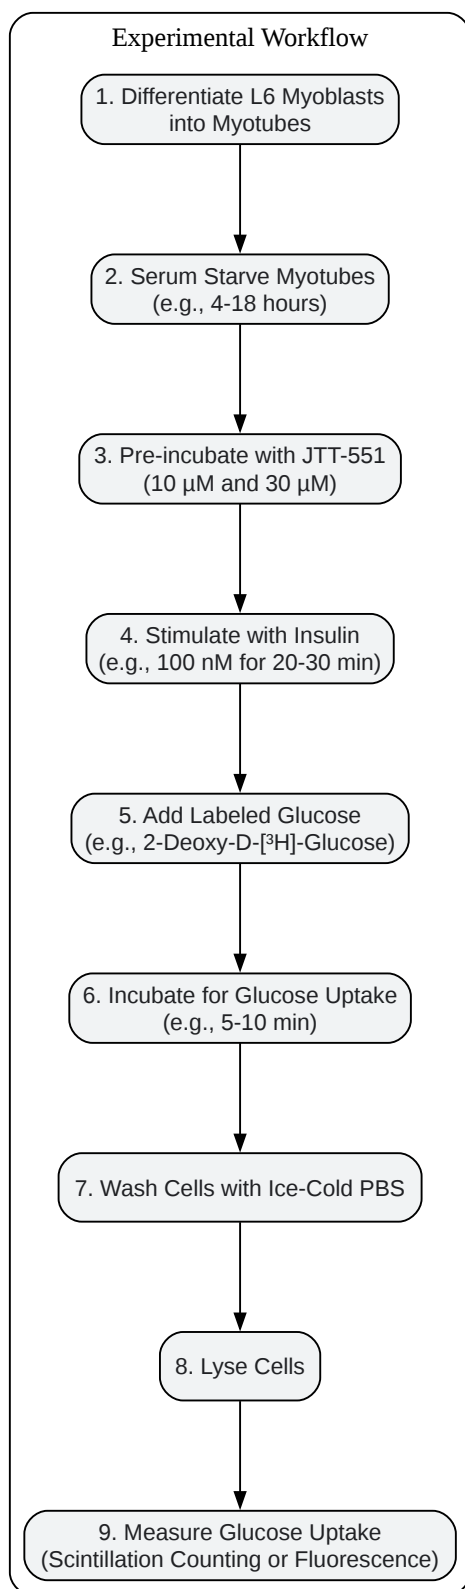 Experimental Workflow
1. Differentiate L6 Myoblasts
into Myotubes
2. Serum Starve Myotubes
(e.g., 4-18 hours)
3. Pre-incubate with JTT-551
(10 µM and 30 µM)
4. Stimulate with Insulin
(e.g., 100 nM for 20-30 min)
5. Add Labeled Glucose
(e.g., 2-Deoxy-D-[³H]-Glucose)
6. Incubate for Glucose Uptake
(e.g., 5-10 min)
7. Wash Cells with Ice-Cold PBS
8. Lyse Cells
9. Measure Glucose Uptake
(Scintillation Counting or Fluorescence)